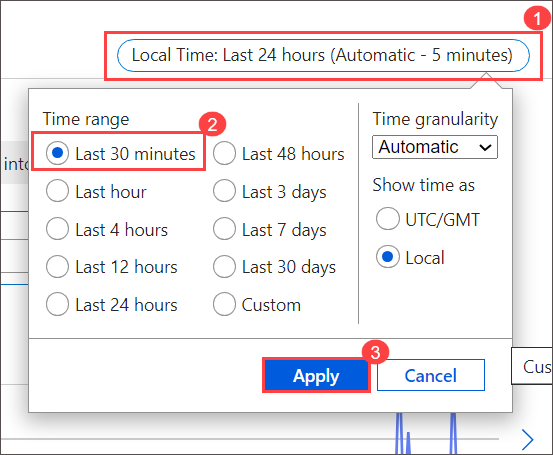 1
Local Time: Last 24 hours (Automatic - 5 minutes)
Time range
2
Last 30 minutes
Last 48 hours
Last hour
Last 3 days
Last 4 hours
Last 7 days
Last 12 hours
Last 30 days
Last 24 hours
Custom
Time granularity
Automatic
Show time as
UTC/GMT
Local
3
Apply
Cancel
into
Cus